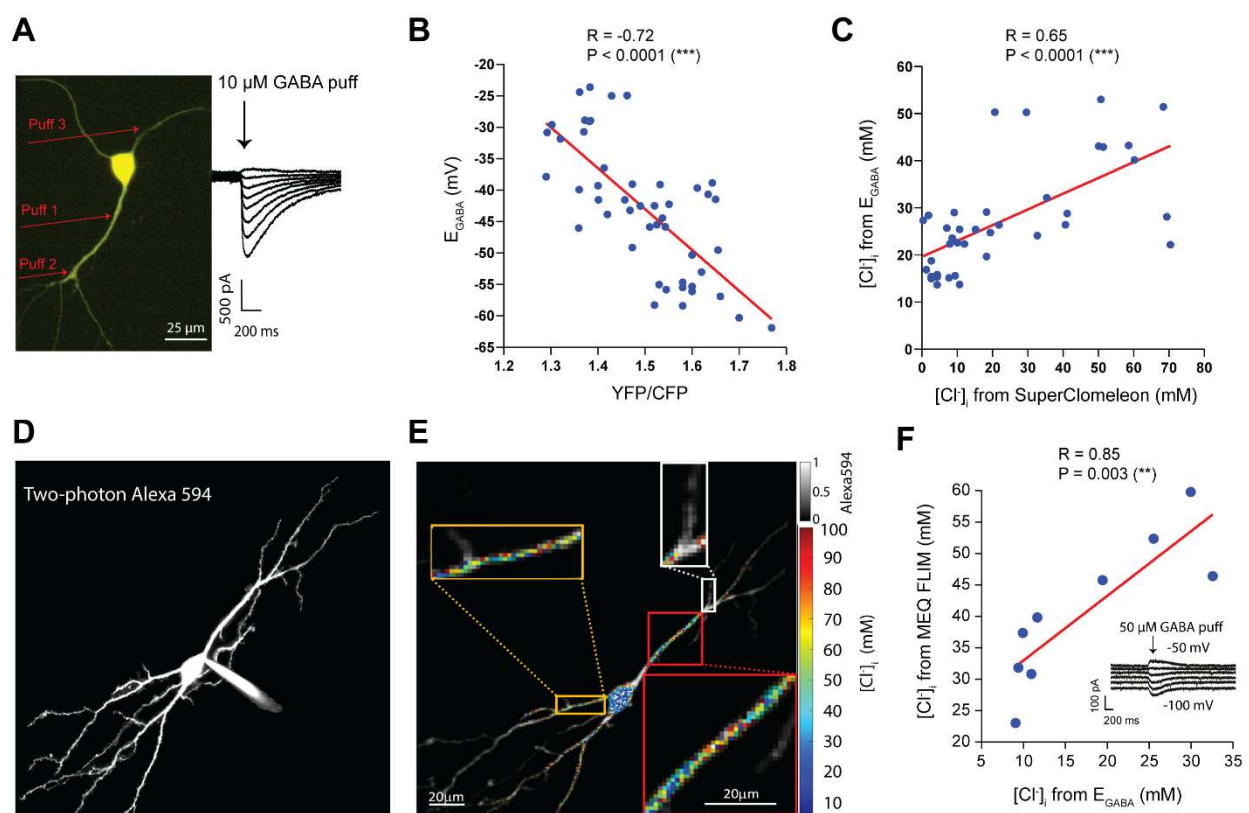 A
10 µM GABA puff
Puff 3
Puff 1
Puff 2
25 µm
500 pA
200 ms
B
R = -0.72
P < 0.0001 (***)
-20
-25
-30
-35
-40
-45
-50
-55
-60
-65
E_GABA (mV)
1.2 1.3 1.4 1.5 1.6 1.7 1.8
YFP/CFP
C
R = 0.65
P < 0.0001 (***)
60
50
40
30
20
10
0
[Cl-]i from E_GABA (mM)
0 10 20 30 40 50 60 70 80
[Cl-]i from SuperClomeleon (mM)
D
Two-photon Alexa 594
E
1
0.5
0
Alexa594
100
90
80
70
60
50
40
30
20
10
[Cl-]i (mM)
20µm
20µm
F
R = 0.85
P = 0.003 (**)
60
55
50
45
40
35
30
25
20
[Cl-]i from MEQ FLIM (mM)
50 µM GABA puff
-50 mV
-100 mV
100 pA
200 ms
5 10 15 20 25 30 35
[Cl-]i from E_GABA (mM)